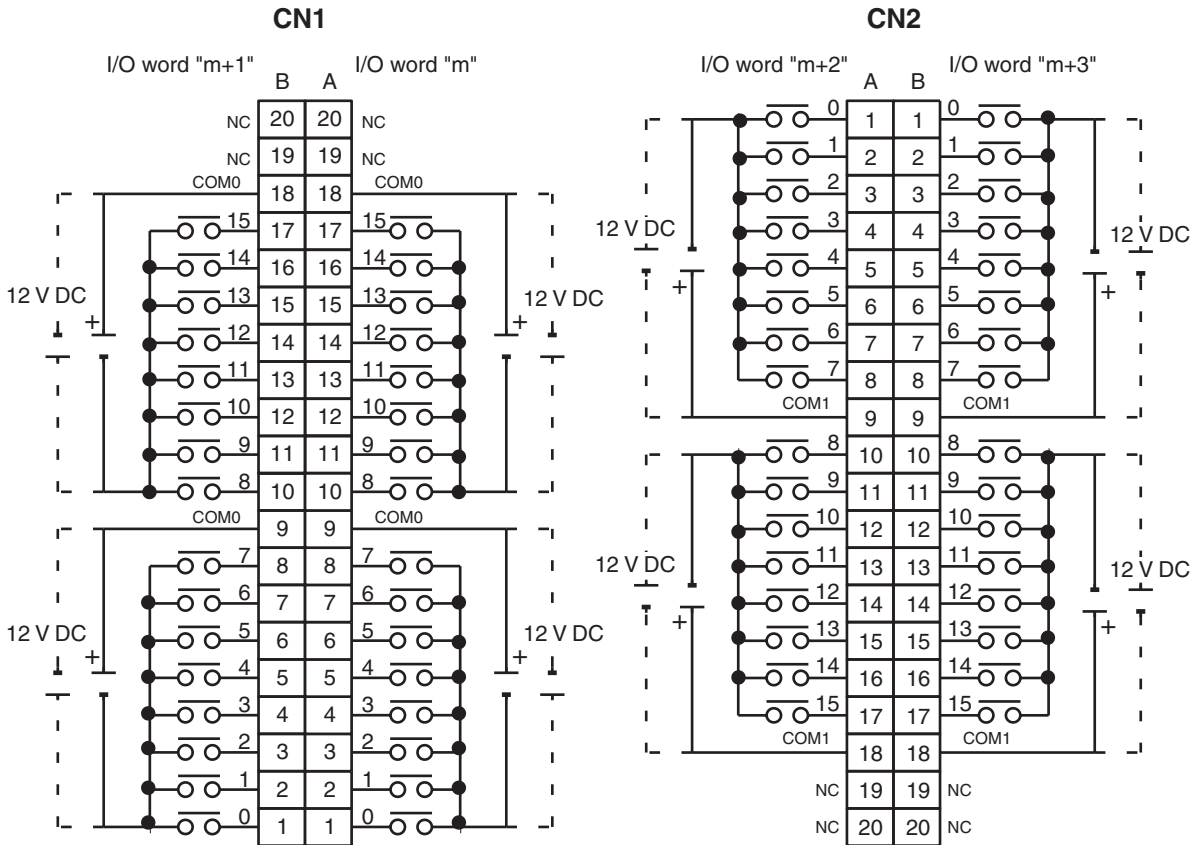 CN1
I/O word "m+1" B A I/O word "m"
NC 20 20 NC
NC 19 19 NC
COM0 18 18 COM0
15 17 17 15
14 16 16 14
13 15 15 13
12 V DC 12 V DC
+ 12 14 14 12 +
11 13 13 11
10 12 12 10
9 11 11 9
8 10 10 8
COM0 9 9 COM0
7 8 8 7
6 7 7 6
12 V DC 5 6 6 5 12 V DC
+ 4 5 5 4 +
3 4 4 3
2 3 3 2
1 2 2 1
0 1 1 0
CN2
I/O word "m+2" A B I/O word "m+3"
0 1 1 0
1 2 2 1
2 3 3 2
12 V DC 3 4 4 3 12 V DC
4 5 5 4
+ 5 6 6 5 +
6 7 7 6
7 8 8 7
COM1 9 9 COM1
8 10 10 8
9 11 11 9
10 12 12 10
12 V DC 11 13 13 11 12 V DC
12 14 14 12
+ 13 15 15 13 +
14 16 16 14
15 17 17 15
COM1 18 18 COM1
NC 19 19 NC
NC 20 20 NC